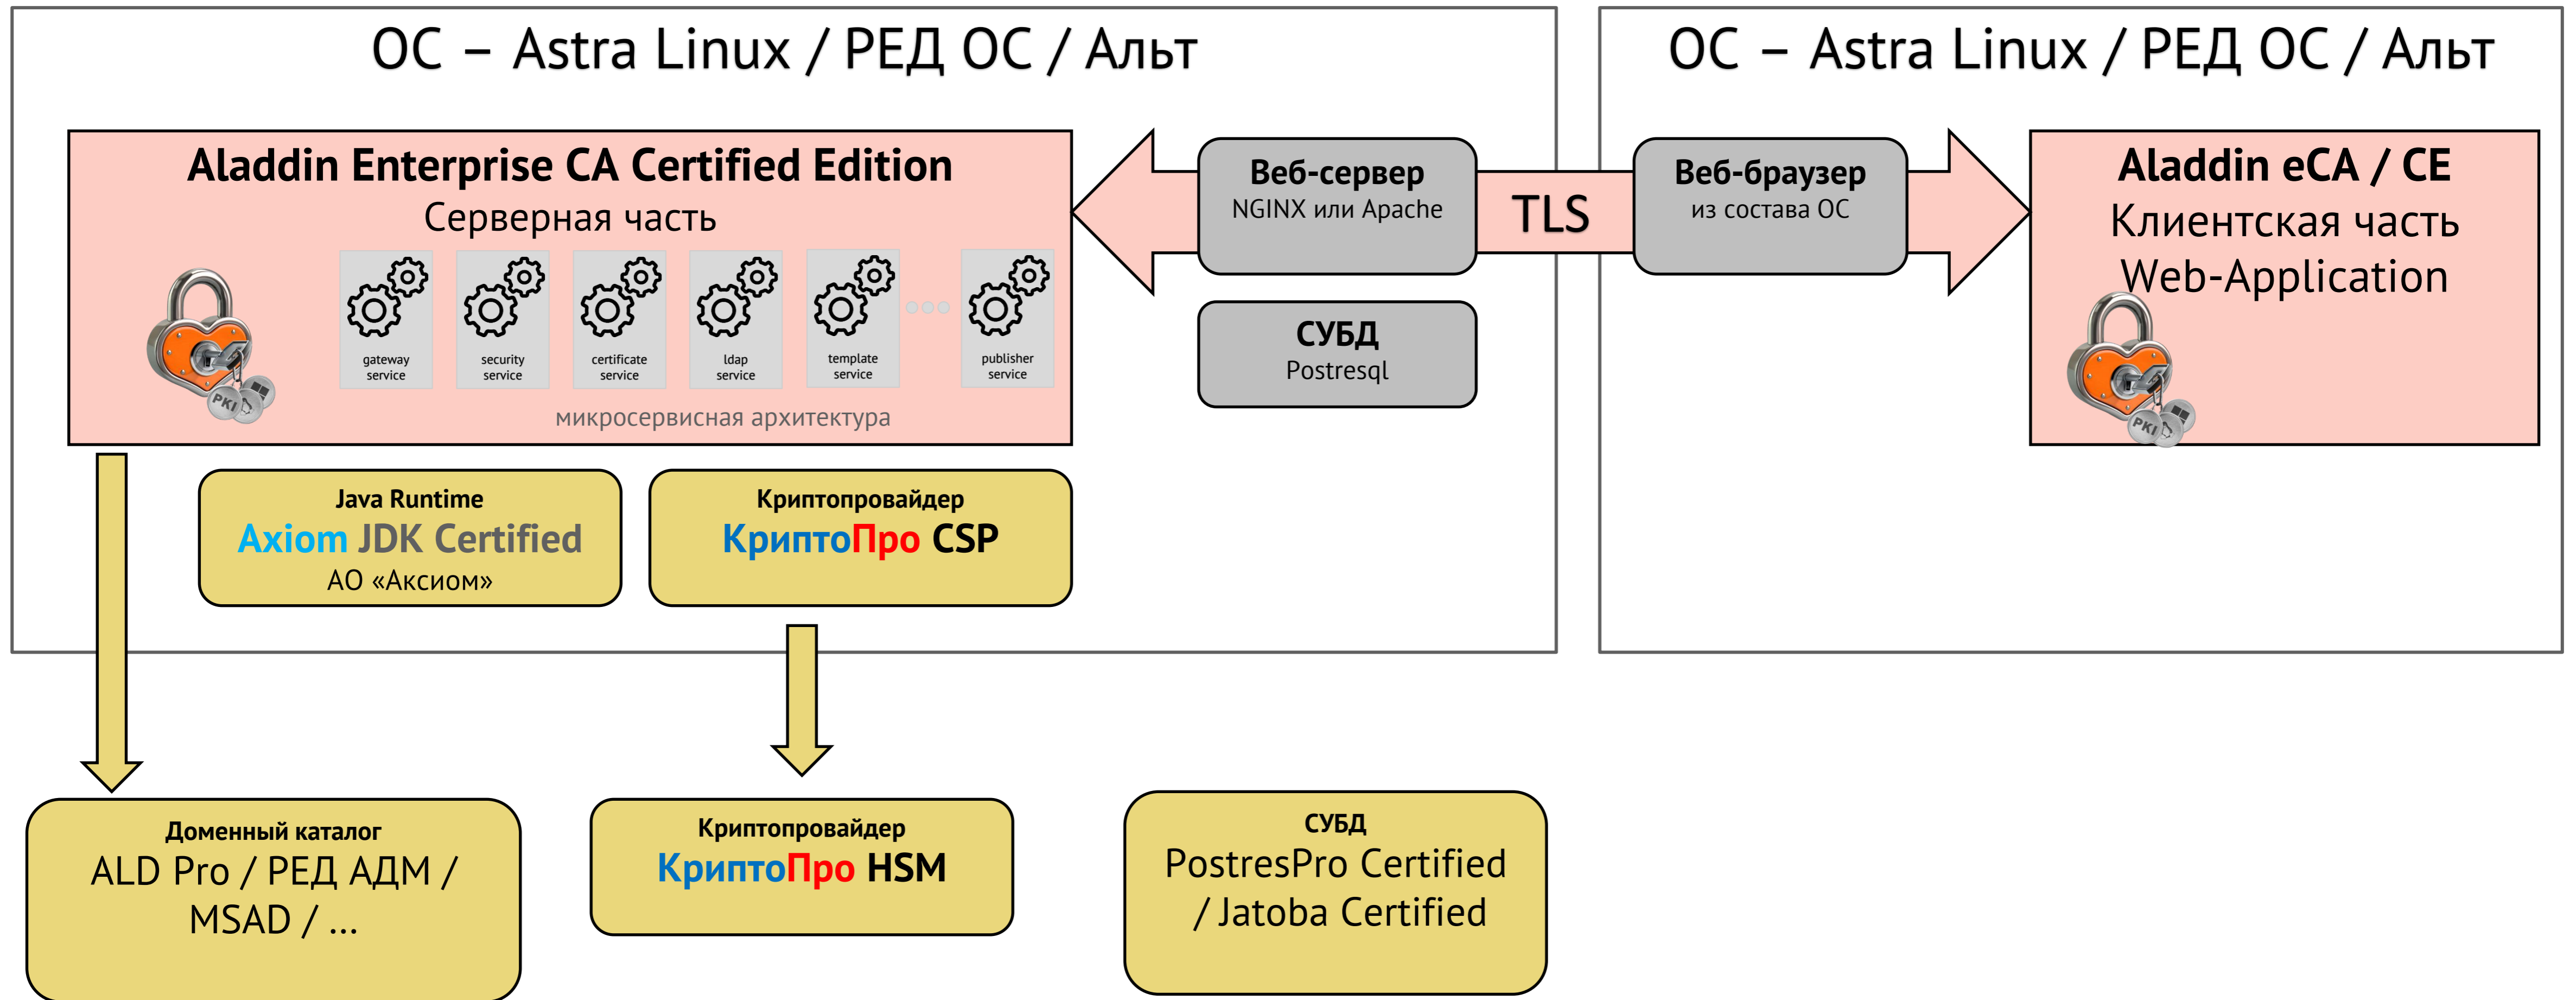 ОС – Astra Linux / РЕД ОС / Альт
Aladdin Enterprise CA Certified Edition
Серверная часть
gateway
service
security
service
certificate
service
ldap
service
template
service
publisher
service
PKI
микросервисная архитектура
Веб-сервер
NGINX или Apache
TLS
СУБД
Postresql
Java Runtime
Axiom JDK Certified
АО «Аксиом»
Криптопровайдер
КриптоПро CSP
ОС – Astra Linux / РЕД ОС / Альт
Веб-браузер
из состава ОС
Aladdin eCA / CE
Клиентская часть
Web-Application
PKI
Доменный каталог
ALD Pro / РЕД АДМ /
MSAD / ...
Криптопровайдер
КриптоПро HSM
СУБД
PostresPro Certified
/ Jatoba Certified